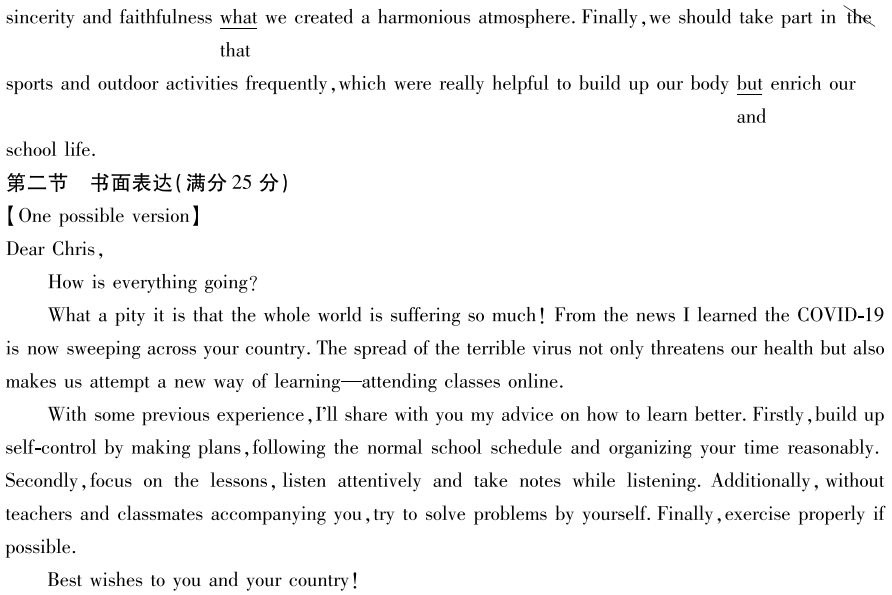 sincerity and faithfulness what we created a harmonious atmosphere. Finally, we should take part in the
that
sports and outdoor activities frequently, which were really helpful to build up our body but enrich our
and
school life.
第二节 书面表达(满分 25 分)
【One possible version】
Dear Chris,
How is everything going?
What a pity it is that the whole world is suffering so much! From the news I learned the COVID-19
is now sweeping across your country. The spread of the terrible virus not only threatens our health but also
makes us attempt a new way of learning—attending classes online.
With some previous experience, I'll share with you my advice on how to learn better. Firstly, build up
self-control by making plans, following the normal school schedule and organizing your time reasonably.
Secondly, focus on the lessons, listen attentively and take notes while listening. Additionally, without
teachers and classmates accompanying you, try to solve problems by yourself. Finally, exercise properly if
possible.
Best wishes to you and your country!